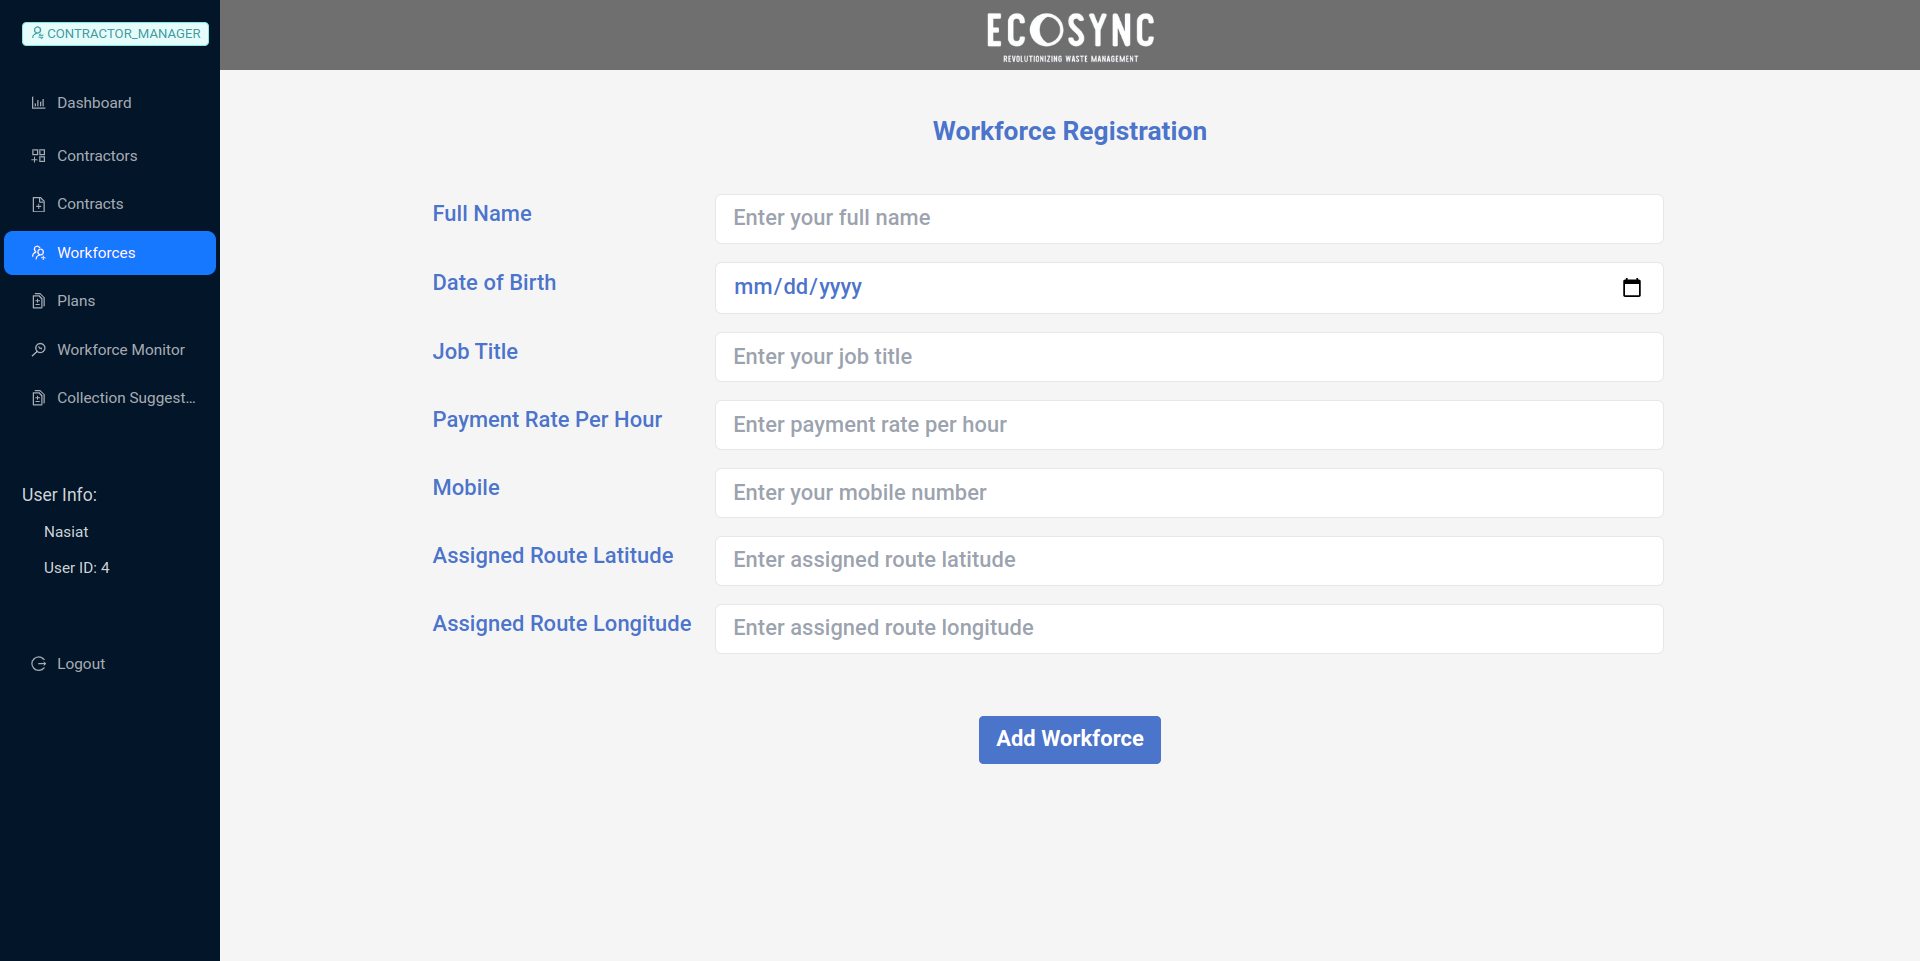 CONTRACTOR_MANAGER
Dashboard
Contractors
Contracts
Workforces
Plans
Workforce Monitor
Collection Suggest...
User Info:
Nasiat
User ID: 4
Logout
ECOSYNC
REVOLUTIONIZING WASTE MANAGEMENT
Workforce Registration
Full Name
Enter your full name
Date of Birth
mm/dd/yyyy
Job Title
Enter your job title
Payment Rate Per Hour
Enter payment rate per hour
Mobile
Enter your mobile number
Assigned Route Latitude
Enter assigned route latitude
Assigned Route Longitude
Enter assigned route longitude
Add Workforce